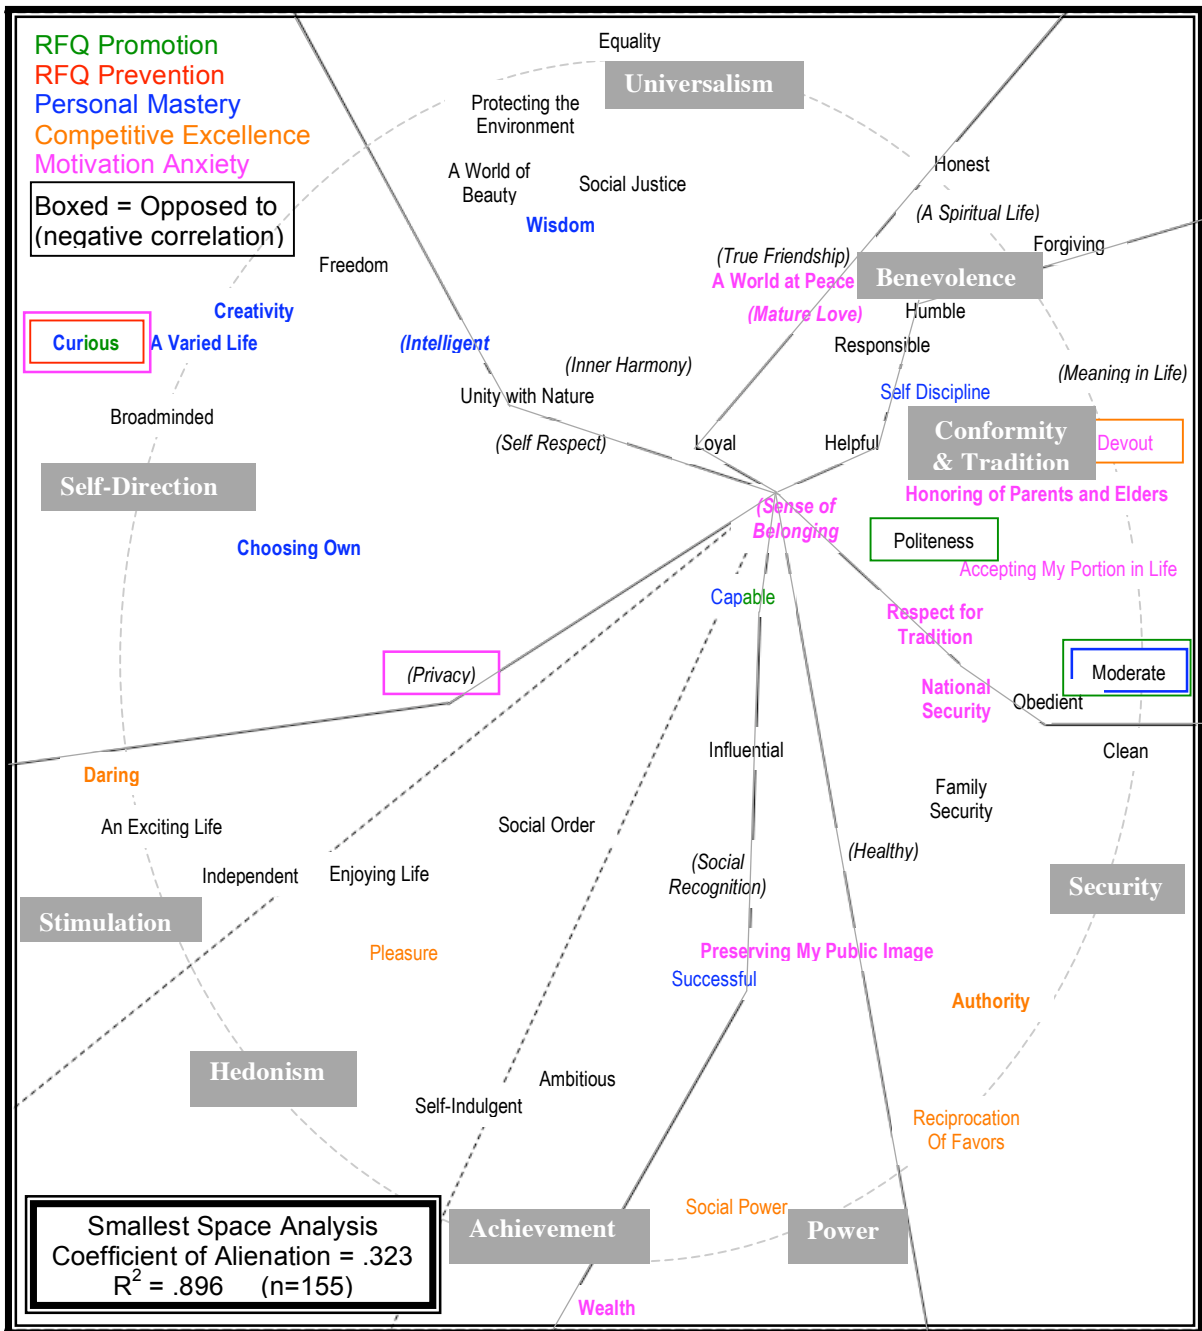 RFQ Promotion
RFQ Prevention
Personal Mastery
Competitive Excellence
Motivation Anxiety
Boxed = Opposed to
(negative correlation)
Equality
Universalism
Protecting the
Environment
A World of
Beauty
Social Justice
Wisdom
Honest
(A Spiritual Life)
Forgiving
(True Friendship)
A World at Peace
Benevolence
(Mature Love)
Humble
Responsible
Freedom
Creativity
Curious
A Varied Life
(Intelligent
(Inner Harmony)
Unity with Nature
(Self Respect)
Broadminded
Self-Direction
Choosing Own
Loyal
Helpful
Self Discipline
(Meaning in Life)
Conformity
& Tradition
Devout
Honoring of Parents and Elders
(Sense of
Belonging
Politeness
Accepting My Portion in Life
Capable
Respect for
Tradition
(Privacy)
National
Security
Moderate
Obedient
Clean
Influential
Family
Security
Daring
An Exciting Life
Social Order
Independent
Enjoying Life
(Social
Recognition)
(Healthy)
Security
Stimulation
Pleasure
Preserving My Public Image
Successful
Authority
Hedonism
Ambitious
Self-Indulgent
Reciprocation
Of Favors
Social Power
Achievement
Power
Wealth
Smallest Space Analysis
Coefficient of Alienation = .323
R² = .896 (n=155)